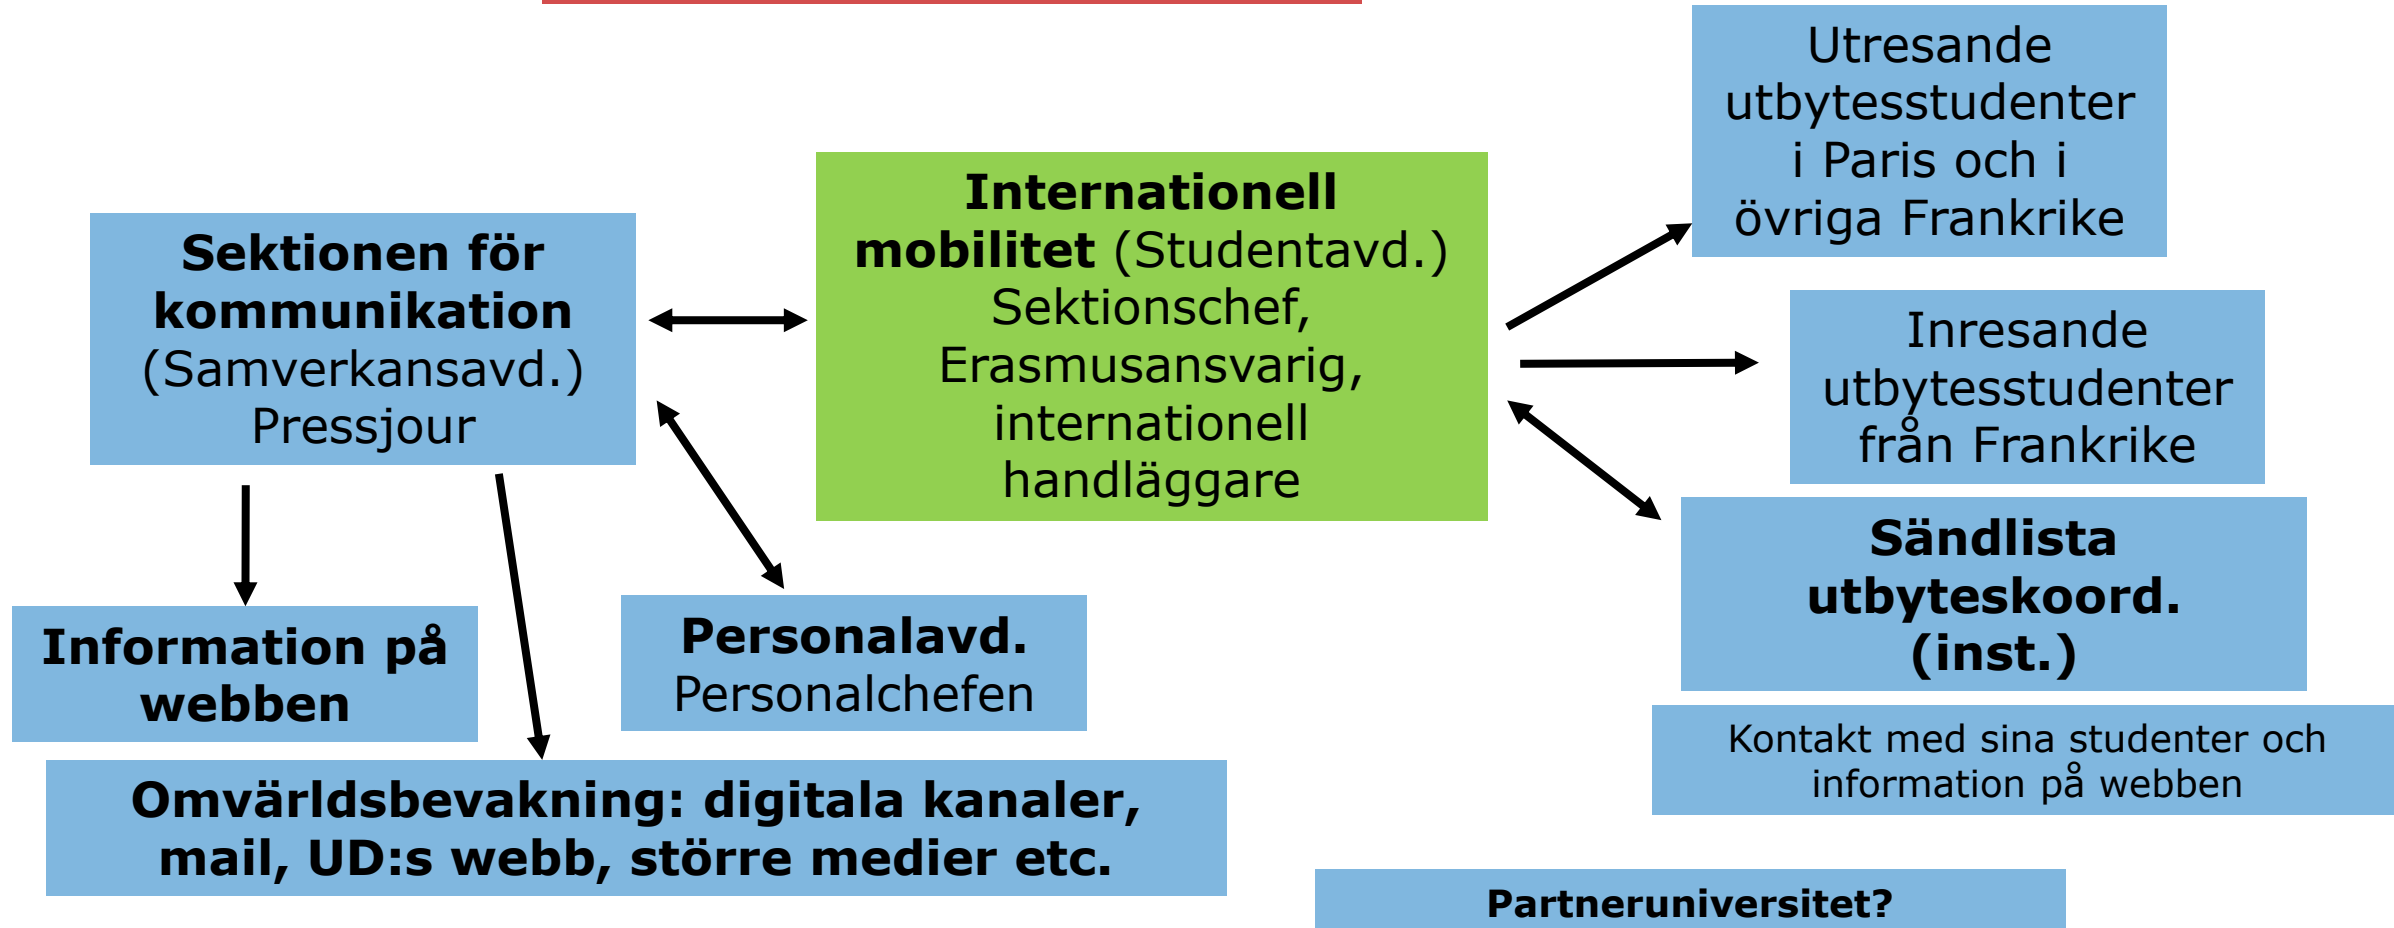 Utresande
utbytesstudenter
i Paris och i
övriga Frankrike
Internationell
mobilitet (Studentavd.)
Sektionschef,
Erasmusansvarig,
internationell
handläggare
Sektionen för
kommunikation
(Samverkansavd.)
Pressjour
Inresande
utbytesstudenter
från Frankrike
Sändlista
utbyteskoord.
(inst.)
Information på
webben
Personalavd.
Personalchefen
Kontakt med sina studenter och
information på webben
Omvärldsbevakning: digitala kanaler,
mail, UD:s webb, större medier etc.
Partneruniversitet?